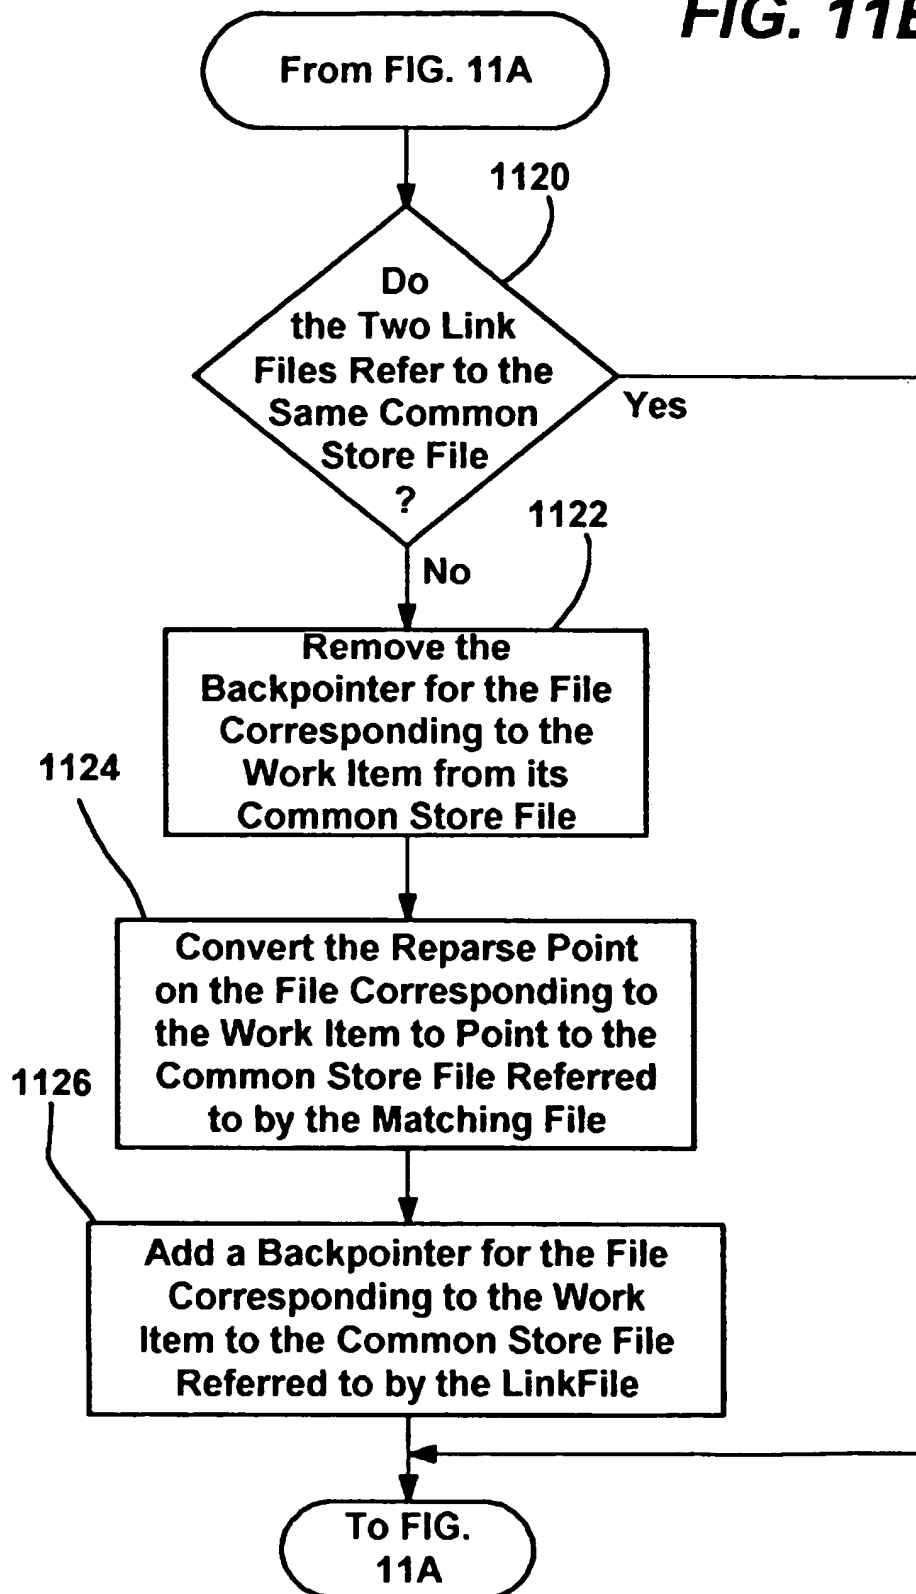 FIG. 11B
From FIG. 11A
1120
Do
the Two Link
Files Refer to the
Same Common
Store File
?
Yes
1122
No
Remove the
Backpointer for the File
Corresponding to the
Work Item from its
Common Store File
1124
Convert the Reparse Point
on the File Corresponding to
the Work Item to Point to the
Common Store File Referred
to by the Matching File
1126
Add a Backpointer for the File
Corresponding to the Work
Item to the Common Store File
Referred to by the LinkFile
To FIG.
11A